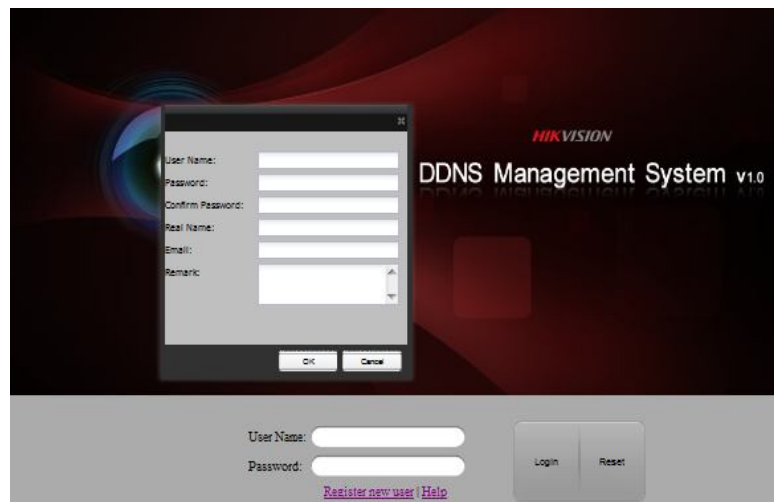 HIKVISION
DDNS Management System V1.0
User Name:
Password:
Confirm Password:
Real Name:
Email:
Remark:
OK
Cancel
User Name:
Password:
Login
Reset
Register new user | Help